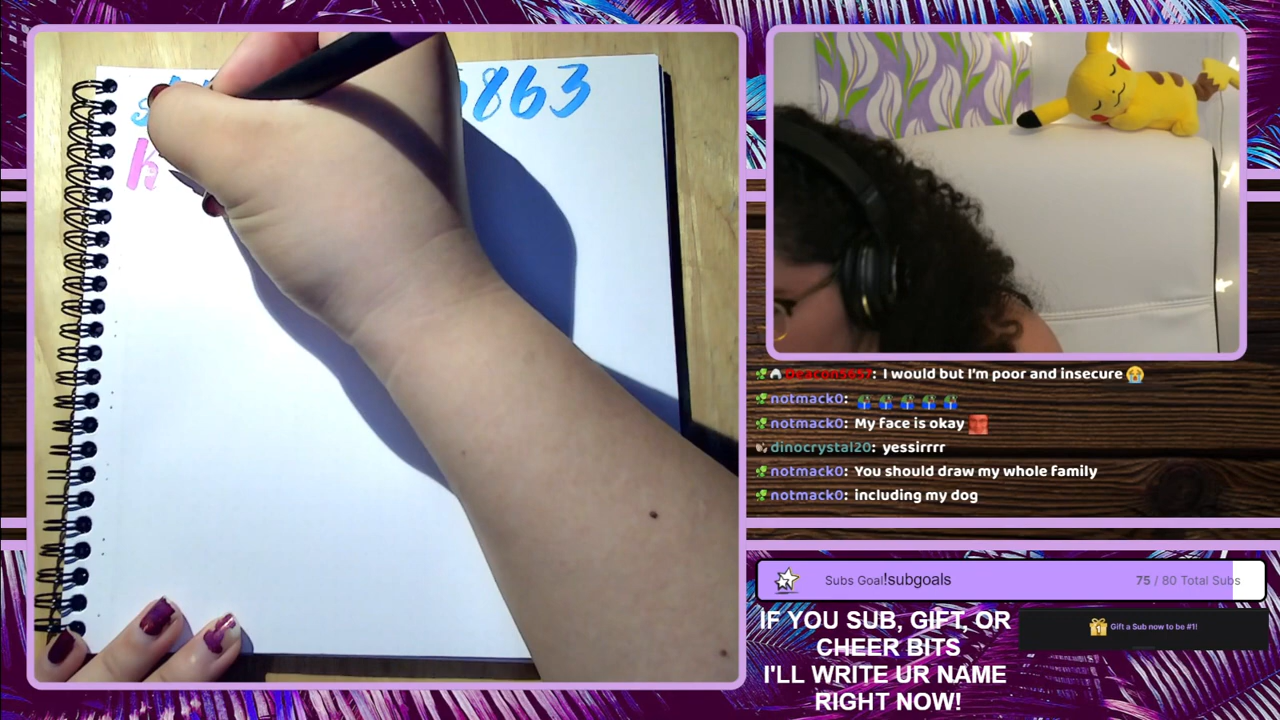 863
h
Deacon5657: I would but I'm poor and insecure 😭
notmack0:
notmack0: My face is okay
dinocrystal20: yessirrrr
notmack0: You should draw my whole family
notmack0: including my dog
Subs Goal!subgoals 75 / 80 Total Subs
IF YOU SUB, GIFT, OR
CHEER BITS
I'LL WRITE UR NAME
RIGHT NOW!
1 Gift a Sub now to be #1!